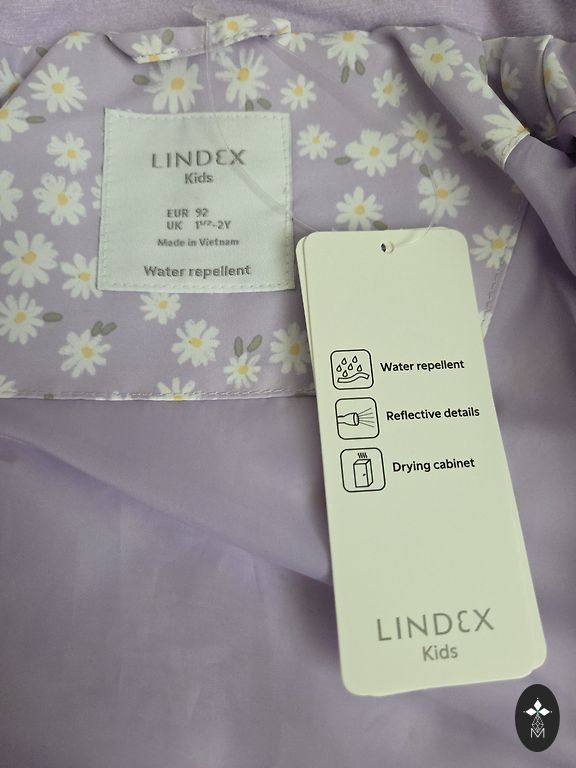 LINDEX
Kids
EUR 92
UK 1¹/²-2Y
Made in Vietnam
Water repellent
Water repellent
Reflective details
Drying cabinet
LINDEX
Kids
M